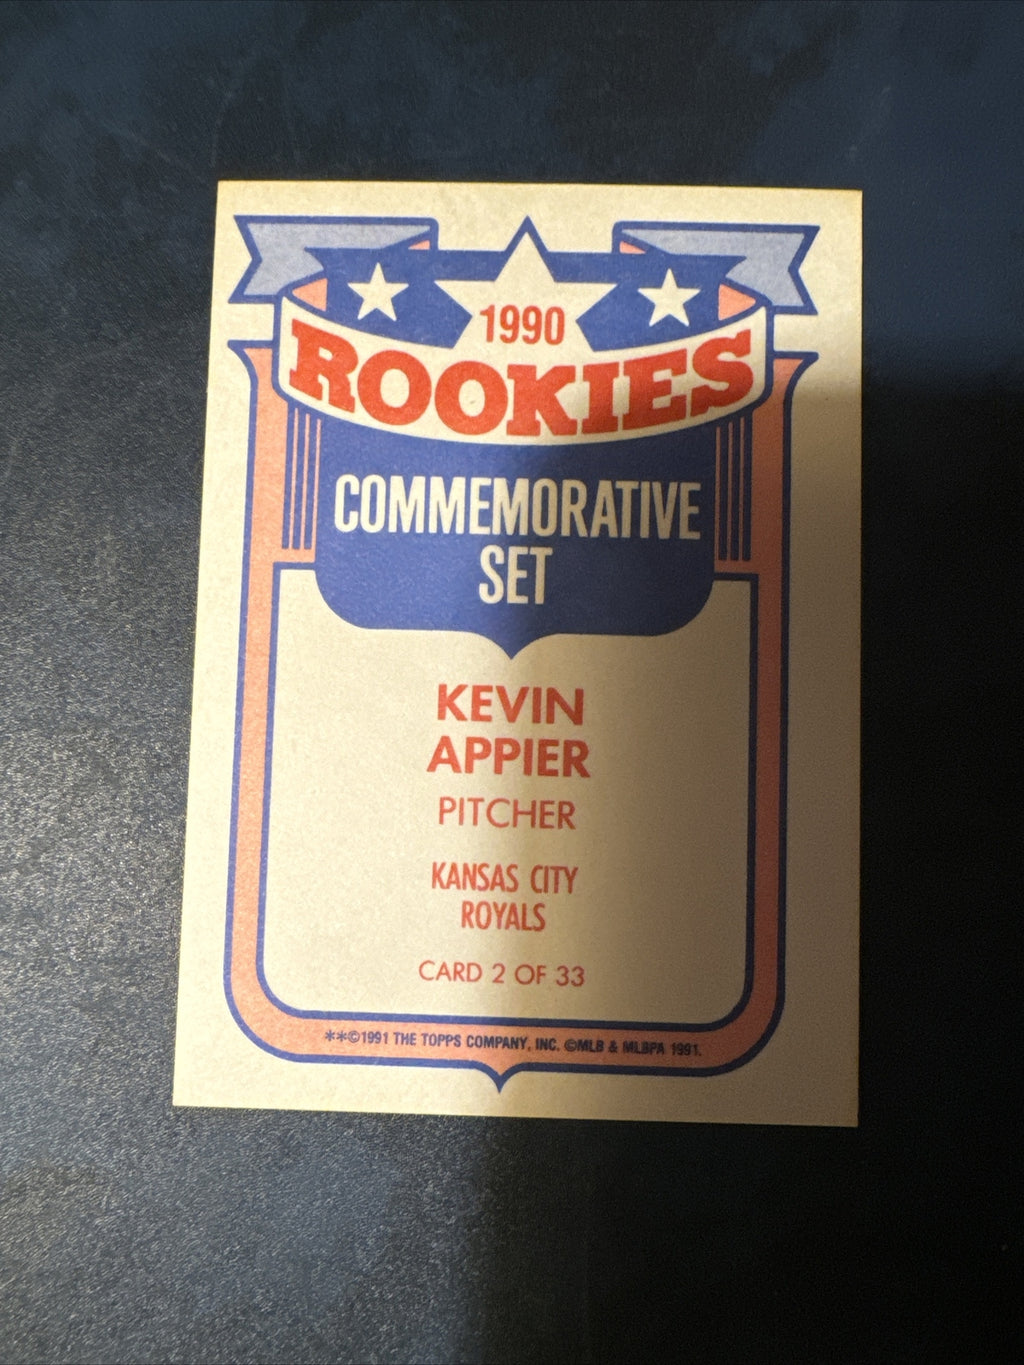 1990
ROOKIES
COMMEMORATIVE
SET
KEVIN
APPIER
PITCHER
KANSAS CITY
ROYALS
CARD 2 OF 33
**©1991 THE TOPPS COMPANY, INC. ©MLB & MLBPA 1991.